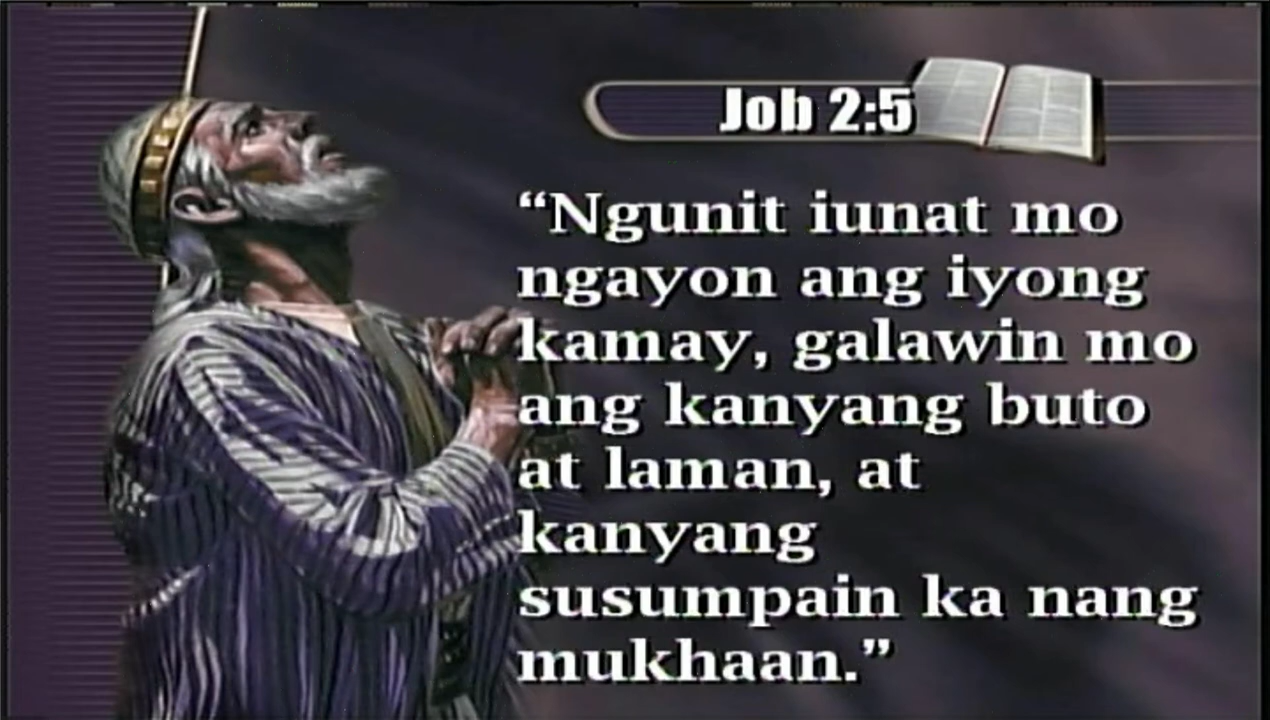 Job 2:5
“Ngunit iunat mo
ngayon ang iyong
kamay, galawin mo
ang kanyang buto
at laman, at
kanyang
susumpain ka nang
mukhaan.”